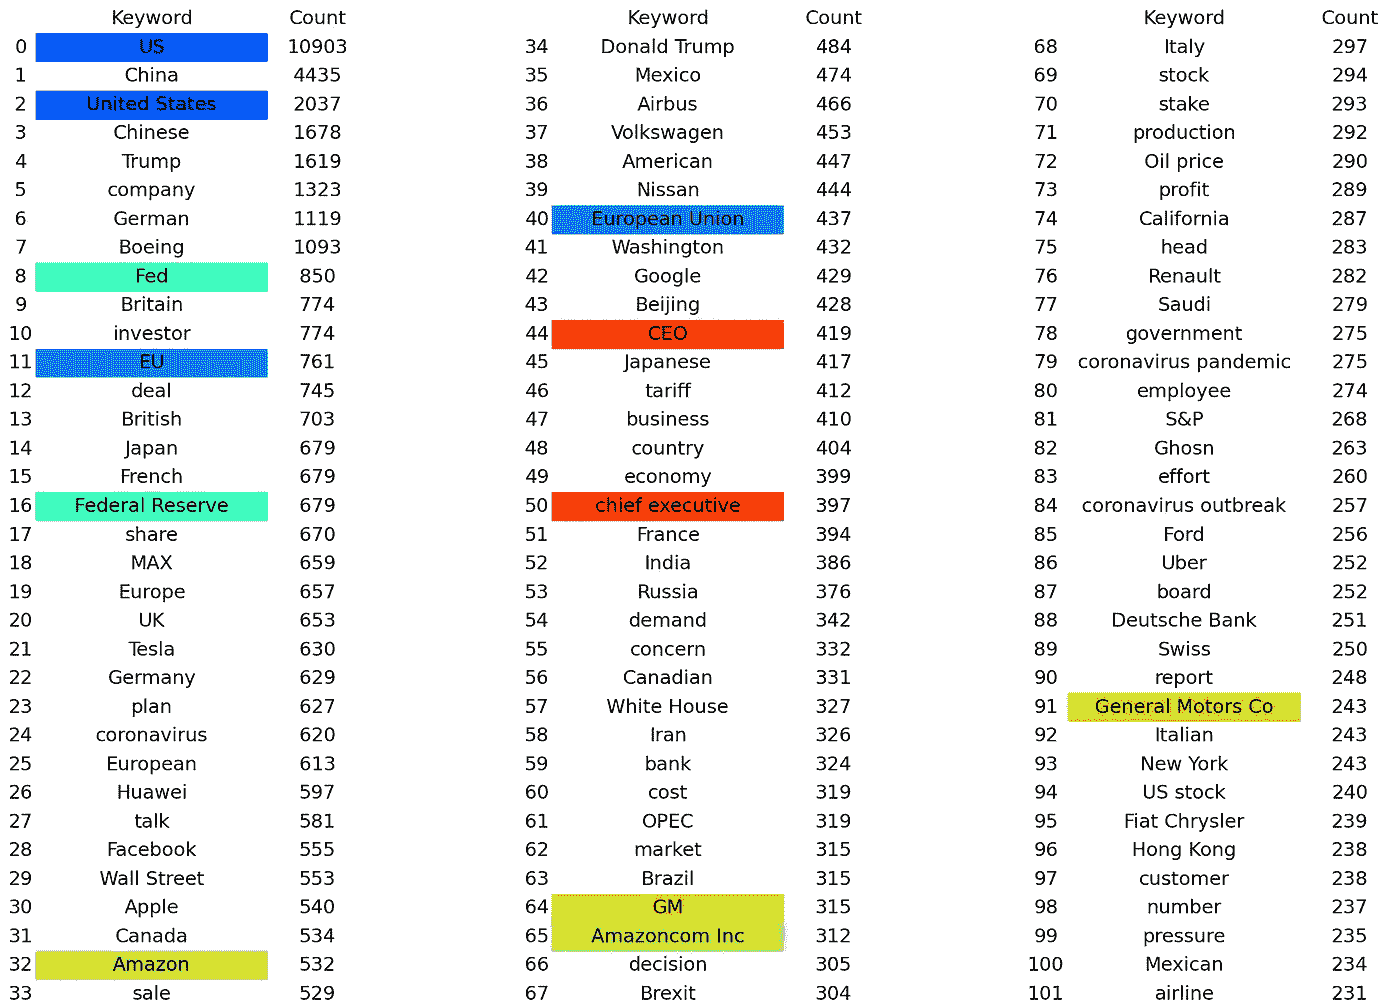 Keyword Count Keyword Count Keyword Count
0 US 10903 34 Donald Trump 484 68 Italy 297
1 China 4435 35 Mexico 474 69 stock 294
2 United States 2037 36 Airbus 466 70 stake 293
3 Chinese 1678 37 Volkswagen 453 71 production 292
4 Trump 1619 38 American 447 72 Oil price 290
5 company 1323 39 Nissan 444 73 profit 289
6 German 1119 40 European Union 437 74 California 287
7 Boeing 1093 41 Washington 432 75 head 283
8 Fed 850 42 Google 429 76 Renault 282
9 Britain 774 43 Beijing 428 77 Saudi 279
10 investor 774 44 CEO 419 78 government 275
11 EU 761 45 Japanese 417 79 coronavirus pandemic 275
12 deal 745 46 tariff 412 80 employee 274
13 British 703 47 business 410 81 S&P 268
14 Japan 679 48 country 404 82 Ghosn 263
15 French 679 49 economy 399 83 effort 260
16 Federal Reserve 679 50 chief executive 397 84 coronavirus outbreak 257
17 share 670 51 France 394 85 Ford 256
18 MAX 659 52 India 386 86 Uber 252
19 Europe 657 53 Russia 376 87 board 252
20 UK 653 54 demand 342 88 Deutsche Bank 251
21 Tesla 630 55 concern 332 89 Swiss 250
22 Germany 629 56 Canadian 331 90 report 248
23 plan 627 57 White House 327 91 General Motors Co 243
24 coronavirus 620 58 Iran 326 92 Italian 243
25 European 613 59 bank 324 93 New York 243
26 Huawei 597 60 cost 319 94 US stock 240
27 talk 581 61 OPEC 319 95 Fiat Chrysler 239
28 Facebook 555 62 market 315 96 Hong Kong 238
29 Wall Street 553 63 Brazil 315 97 customer 238
30 Apple 540 64 GM 315 98 number 237
31 Canada 534 65 Amazoncom Inc 312 99 pressure 235
32 Amazon 532 66 decision 305 100 Mexican 234
33 sale 529 67 Brexit 304 101 airline 231